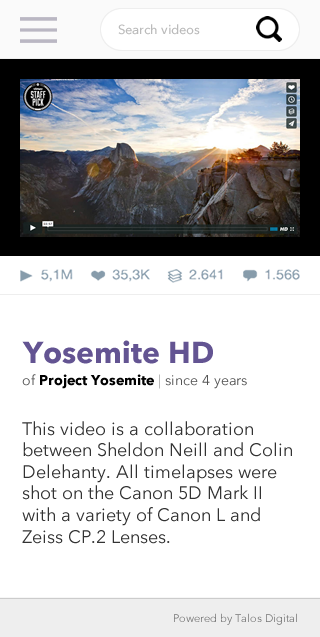 Search videos
STAFF
PICK
HD
5,1M 35,3K 2.641 1.566
Yosemite HD
of Project Yosemite | since 4 years
This video is a collaboration
between Sheldon Neill and Colin
Delehanty. All timelapses were
shot on the Canon 5D Mark II
with a variety of Canon L and
Zeiss CP.2 Lenses.
Powered by Talos Digital